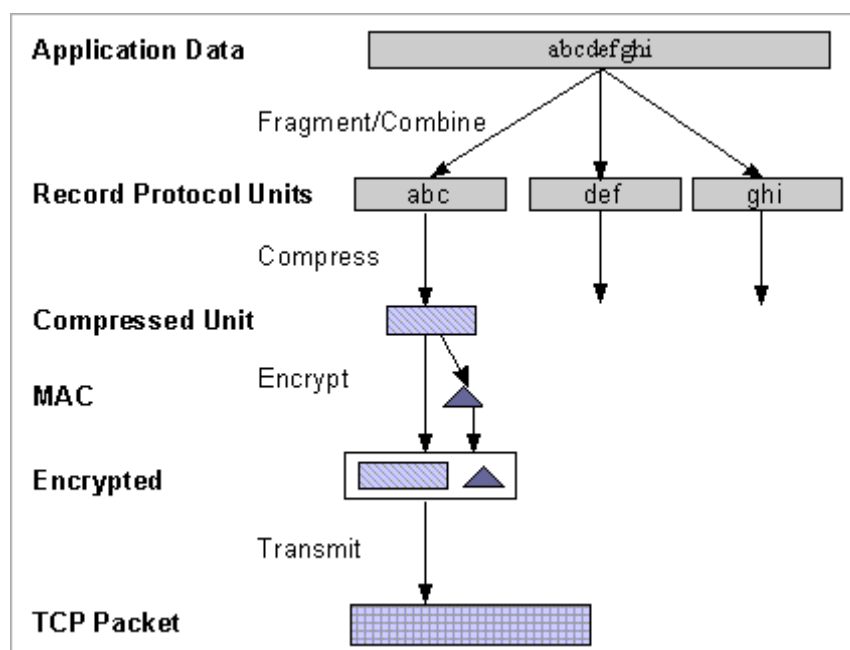 Application Data
abcdefghi
Fragment/Combine
Record Protocol Units
abc
def
ghi
Compress
Compressed Unit
Encrypt
MAC
Encrypted
Transmit
TCP Packet